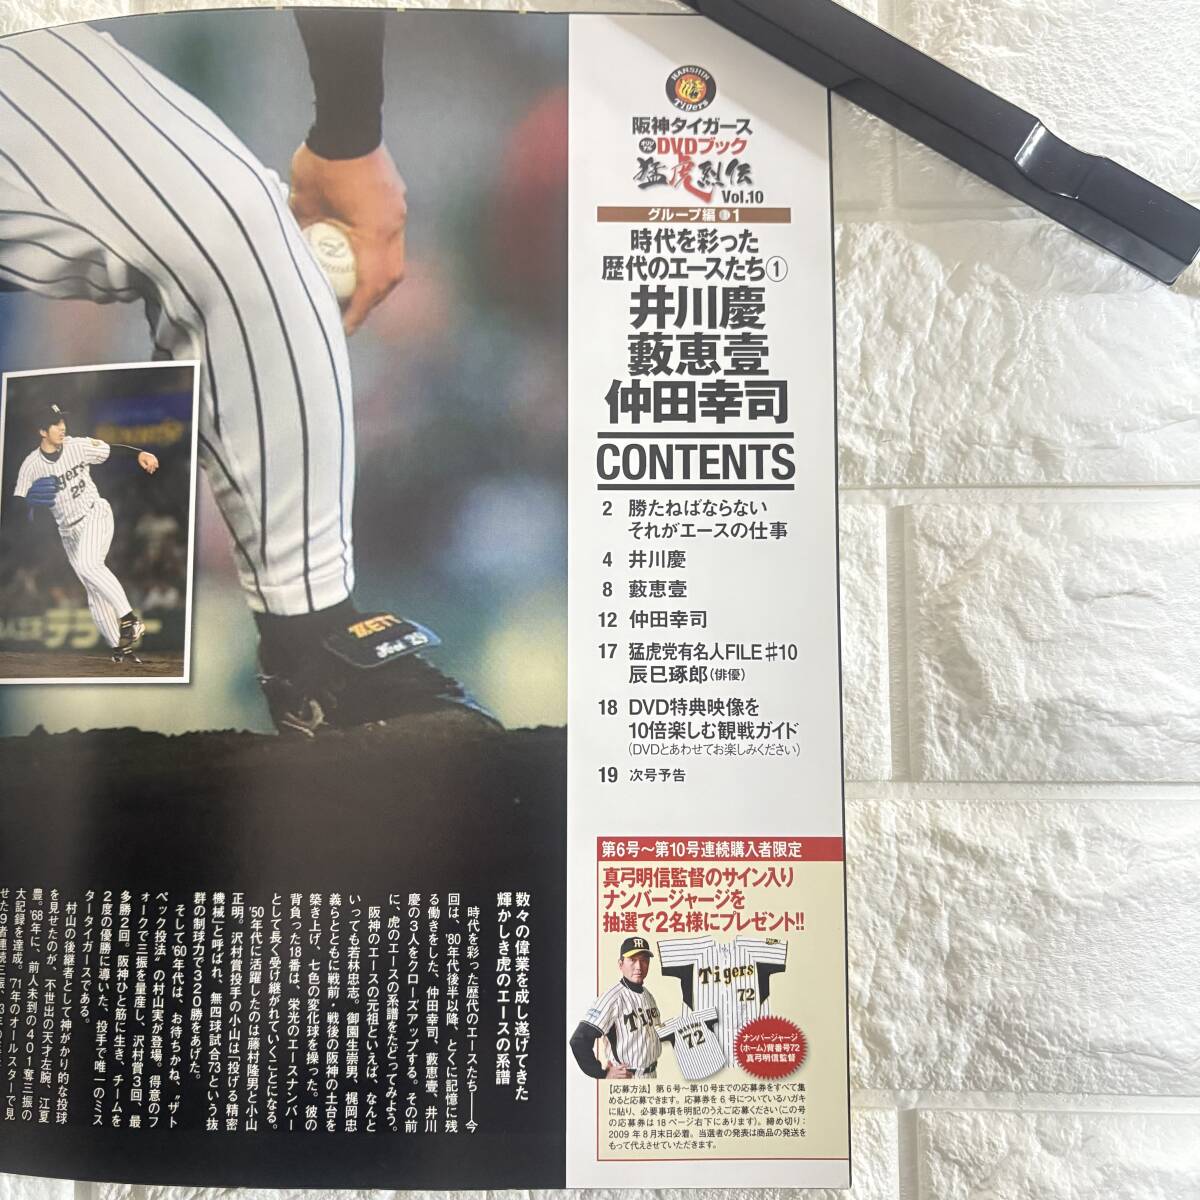 HANSHIN
Tigers
阪神タイガース
オリジナル DVDブック
猛虎烈伝
Vol.10
グループ編 1
時代を彩った
歴代のエースたち①
井川慶
藪恵壹
仲田幸司
CONTENTS
2 勝たねばならない
それがエースの仕事
4 井川慶
8 藪恵壹
12 仲田幸司
17 猛虎党有名人FILE♯10
辰巳琢郎(俳優)
18 DVD特典映像を
10倍楽しむ観戦ガイド
(DVDとあわせてお楽しみください)
19 次号予告
第6号〜第10号連続購入者限定
真弓明信監督のサイン入り
ナンバージャージを
抽選で2名様にプレゼント!!
Tigers
72
72
ナンバージャージ
(ホーム)背番号72
真弓明信監督
【応募方法】第6号〜第10号までの応募券をすべて集
めると応募できます。応募券を6号についているハガキ
に貼り、必要事項を明記のうえご応募ください(この号
の応募券は18ページ右下にあります)。締め切り:
2009年8月末日必着。当選者の発表は商品の発送を
もって代えさせていただきます。
igers
29
ZETT
数々の偉業を成し遂げてきた
輝かしき虎のエースの系譜
時代を彩った歴代のエースたち――今
回は、'80年代後半以降、とくに記憶に残
る働きをした、仲田幸司、藪恵壹、井川
慶の3人をクローズアップする。その前
に、虎のエースの系譜をたどってみよう。
阪神のエースの元祖といえば、なんと
いっても若林忠志。御園生崇男、梶岡忠
義らとともに戦前・戦後の阪神の土台を
築き上げ、七色の変化球を操った。彼の
背負った18番は、栄光のエースナンバー
として長く受け継がれていくことになる。
'50年代に活躍したのは藤村隆男と小山
正明。沢村賞投手の小山は「投げる精密
機械」と呼ばれ、無四球試合73という抜
群の制球力で320勝をあげた。
そして'60年代は、お待ちかね、"ザト
ペック投法"の村山実が登場。得意のフ
ォークで三振を量産し、沢村賞3回、最
多勝2回。阪神ひと筋に生き、チームを
2度の優勝に導いた、投手で唯一のミス
タータイガースである。
村山の後継者として神がかり的な投球
を見せたのが、不世出の天才左腕、江夏
豊。'68年に、前人未到の401奪三振の
大記録を達成。'71年のオールスターで見